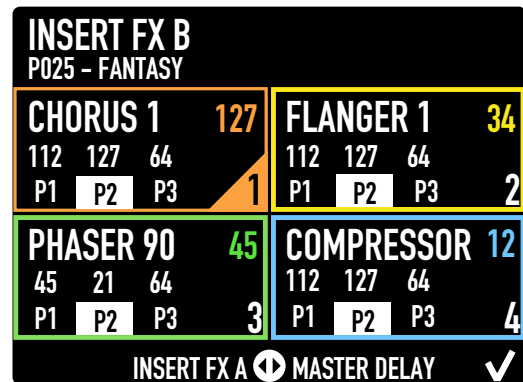 INSERT FX B
P025 – FANTASY
CHORUS 1 127
112 127 64
P1 P2 P3 1
FLANGER 1 34
112 127 64
P1 P2 P3 2
PHASER 90 45
45 21 64
P1 P2 P3 3
COMPRESSOR 12
112 127 64
P1 P2 P3 4
INSERT FX A MASTER DELAY